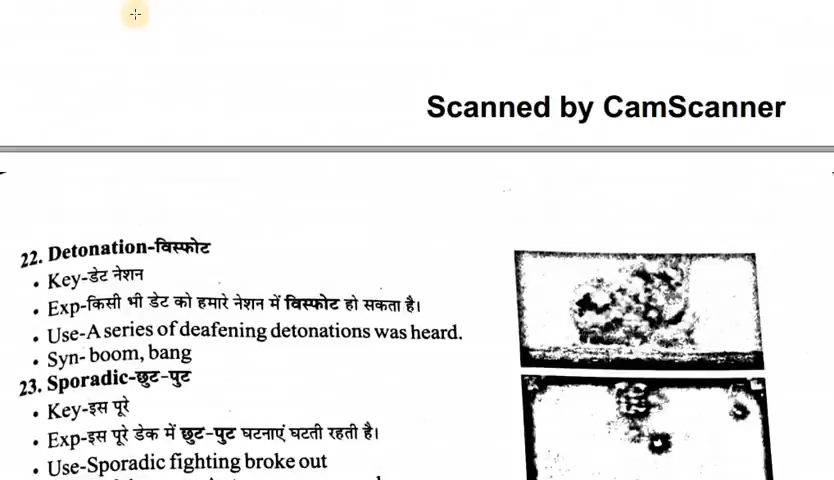 Scanned by CamScanner
22. Detonation-विस्फोट
• Key-डेट नेशन
• Exp-किसी भी डेट को हमारे नेशन में विस्फोट हो सकता है।
• Use-A series of deafening detonations was heard.
• Syn- boom, bang
23. Sporadic-छुट-पुट
• Key-इस पूरे
• Exp-इस पूरे डेक में छुट-पुट घटनाएं घटती रहती है।
• Use-Sporadic fighting broke out